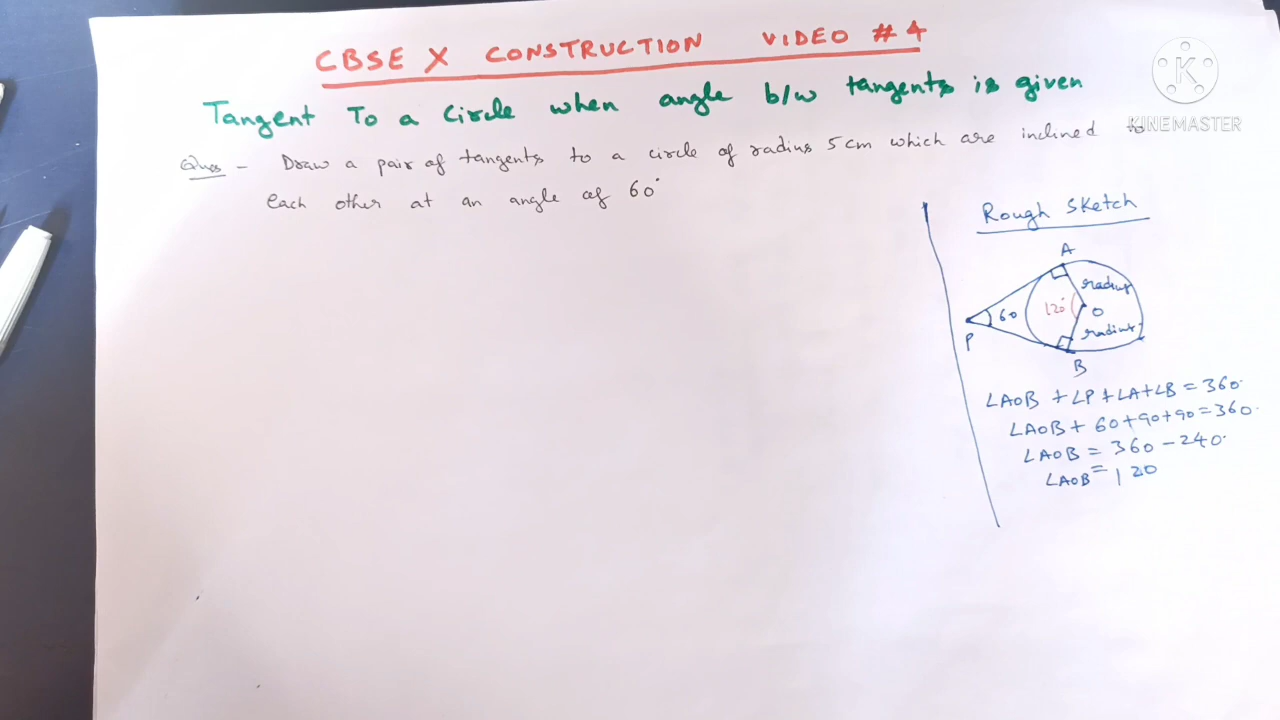 CBSE X CONSTRUCTION VIDEO # 4
Tangent To a Circle when angle b/w tangents is given
K
KINEMASTER
Ques - Draw a pair of tangents to a circle of radius 5 cm which are inclined to
each other at an angle of 60°
Rough Sketch
A
radius
60
120°
O
P
radius
B
∠AOB + ∠P + ∠A + ∠B = 360°
∠AOB + 60 + 90 + 90 = 360°
∠AOB = 360 - 240°
∠AOB = 120